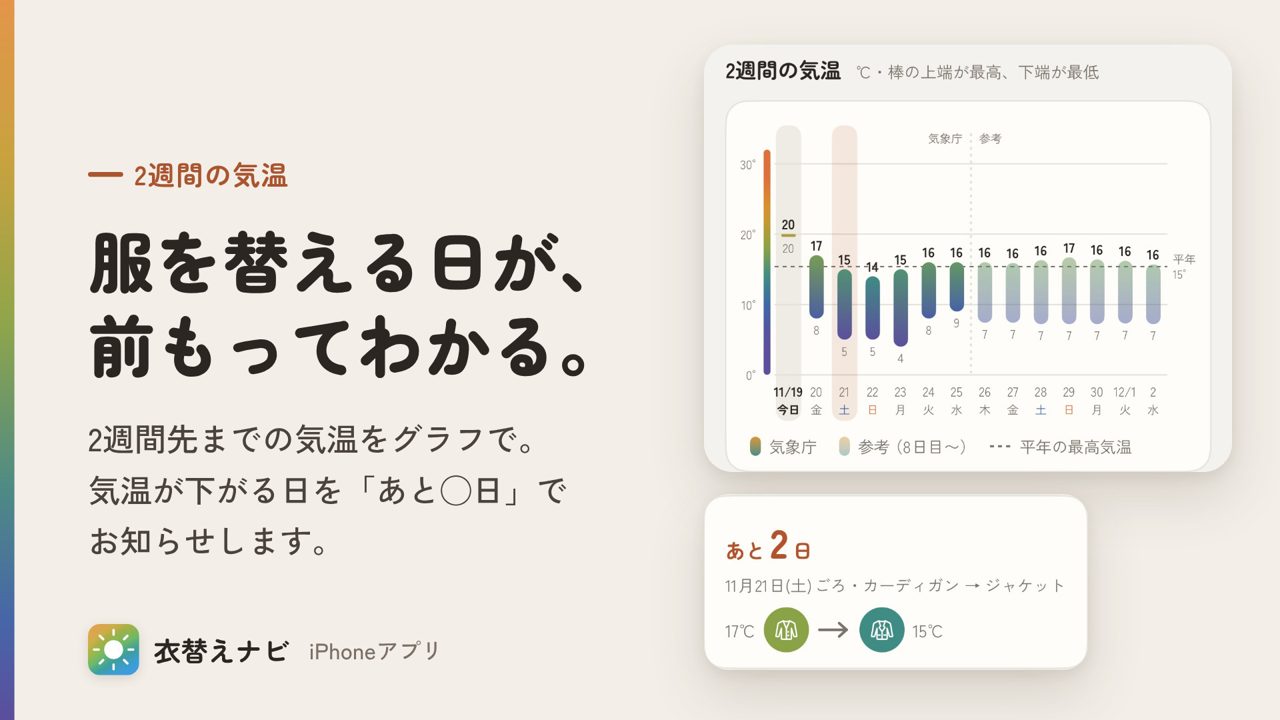 2週間の気温
服を替える日が、
前もってわかる。
2週間先までの気温をグラフで。
気温が下がる日を「あと◯日」で
お知らせします。
衣替えナビ iPhoneアプリ
2週間の気温 ℃・棒の上端が最高、下端が最低
気象庁 参考
30°
20°
10°
0°
20 17 15 14 15 16 16 16 16 16 17 16 16 16
20 8 5 5 4 8 9 7 7 7 7 7 7 7
平年
15°
11/19 20 21 22 23 24 25 26 27 28 29 30 12/1 2
今日 金 土 日 月 火 水 木 金 土 日 月 火 水
気象庁 参考（8日目〜） 平年の最高気温
あと2日
11月21日(土)ごろ・カーディガン → ジャケット
17℃ → 15℃